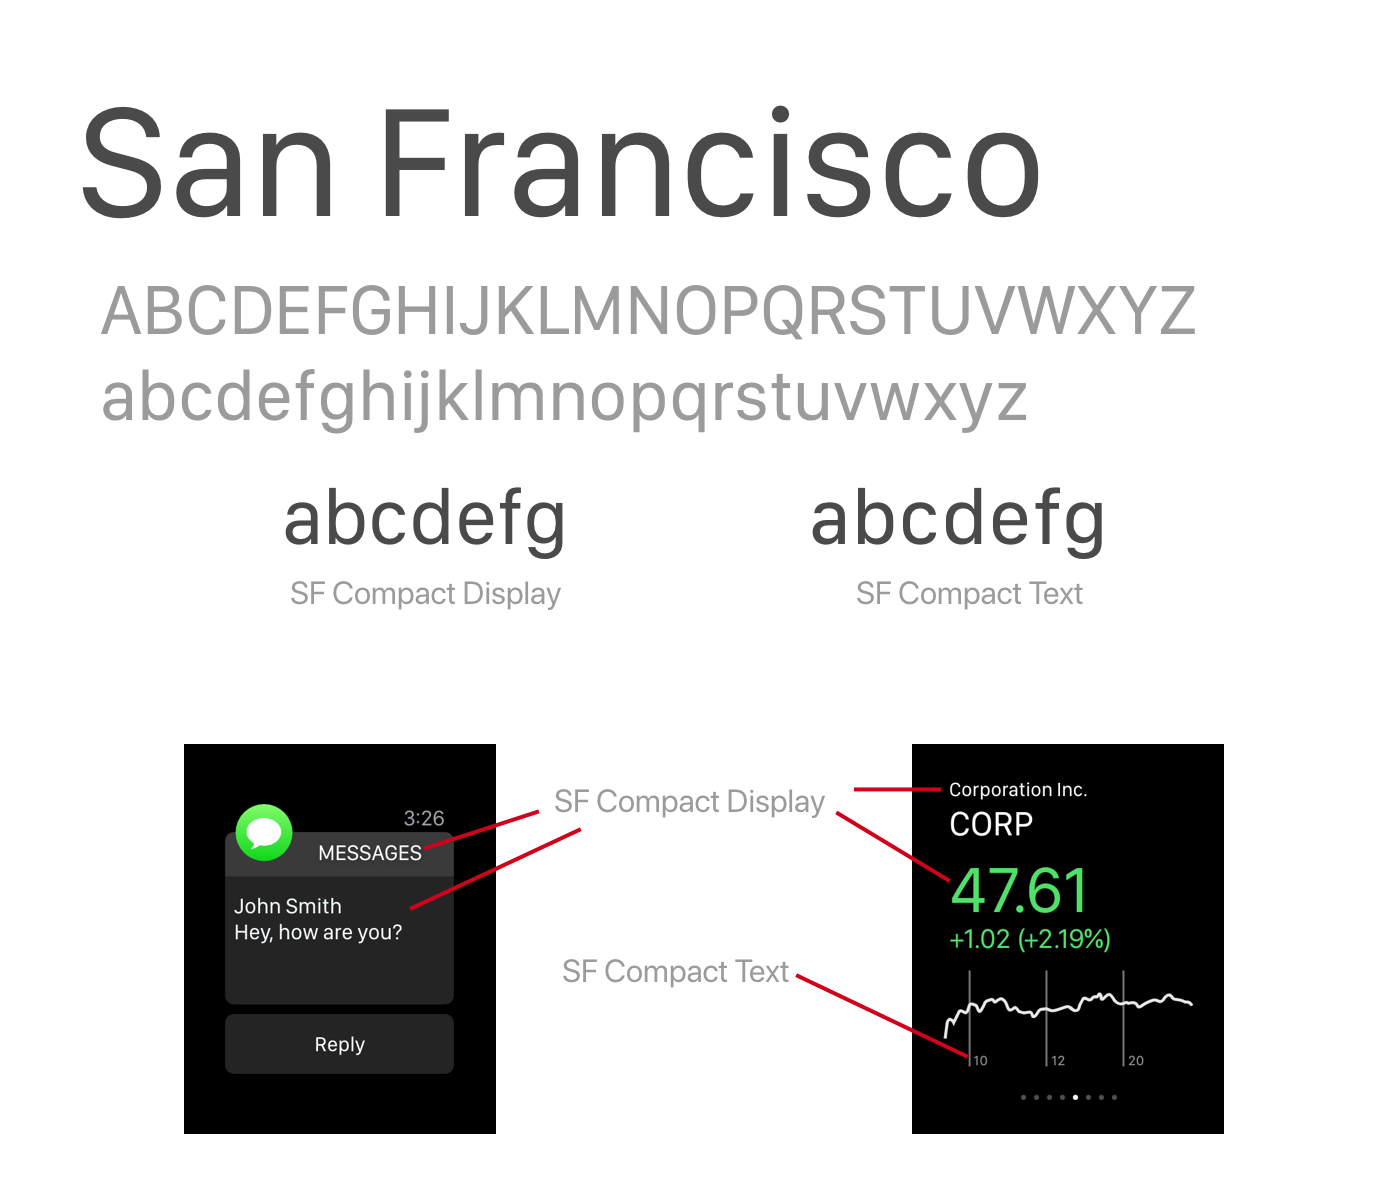 San Francisco
ABCDEFGHIJKLMNOPQRSTUVWXYZ
abcdefghijklmnopqrstuvwxyz
abcdefg
abcdefg
SF Compact Display
SF Compact Text
3:26
MESSAGES
John Smith
Hey, how are you?
Reply
SF Compact Display
SF Compact Text
Corporation Inc.
CORP
47.61
+1.02 (+2.19%)
10
12
20